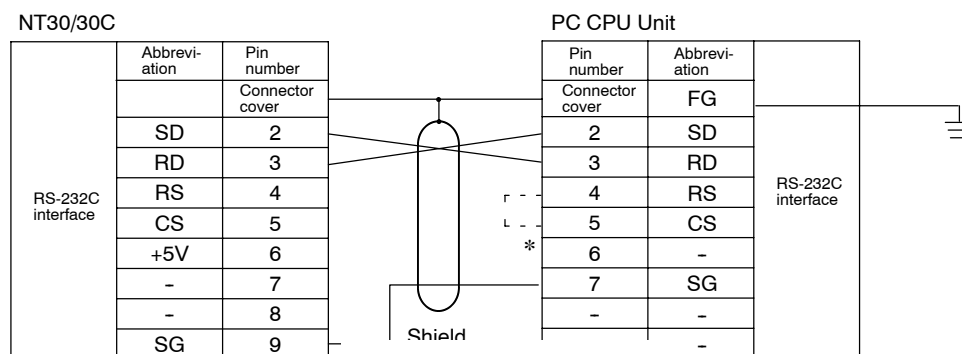 NT30/30C
PC CPU Unit
Abbrevi-
ation
Pin
number
Pin
number
Abbrevi-
ation
Connector
cover
Connector
cover
FG
SD 2 2 SD
RD 3 3 RD
RS 4 4 RS
RS-232C
interface
RS-232C
interface
CS 5 5 CS
+5V 6 * 6 -
- 7 7 SG
- 8 - -
Shield
SG 9 -